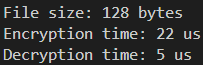 File size: 128 bytes
Encryption time: 22 us
Decryption time: 5 us